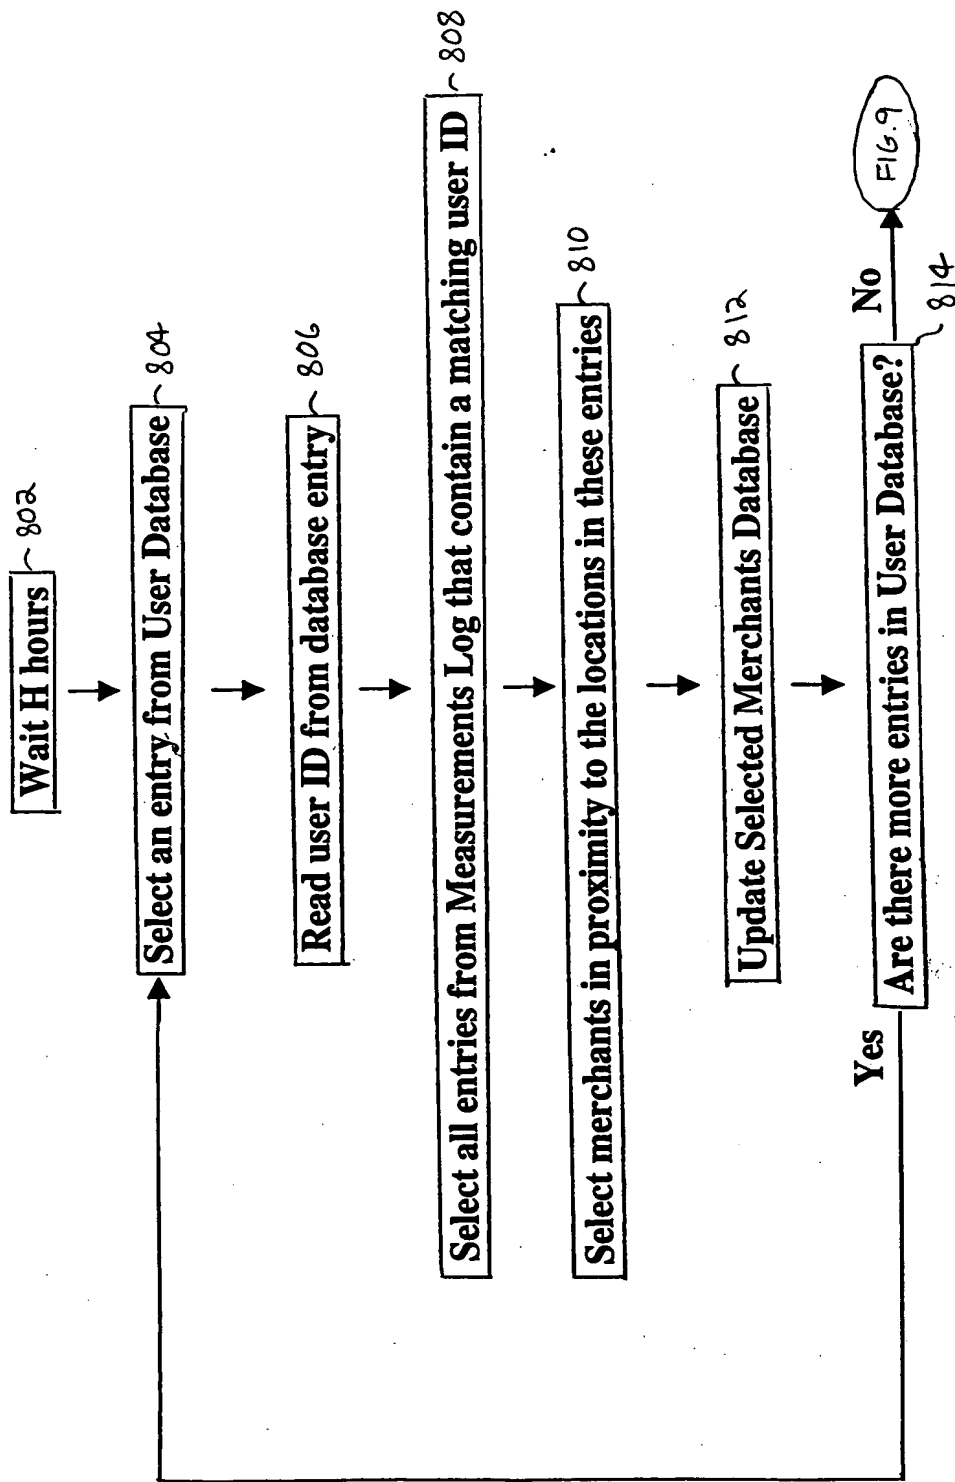 Wait H hours
802
Select an entry from User Database
804
Read user ID from database entry
806
Select all entries from Measurements Log that contain a matching user ID
808
Select merchants in proximity to the locations in these entries
810
Update Selected Merchants Database
812
Are there more entries in User Database?
814
Yes
No
FIG.9